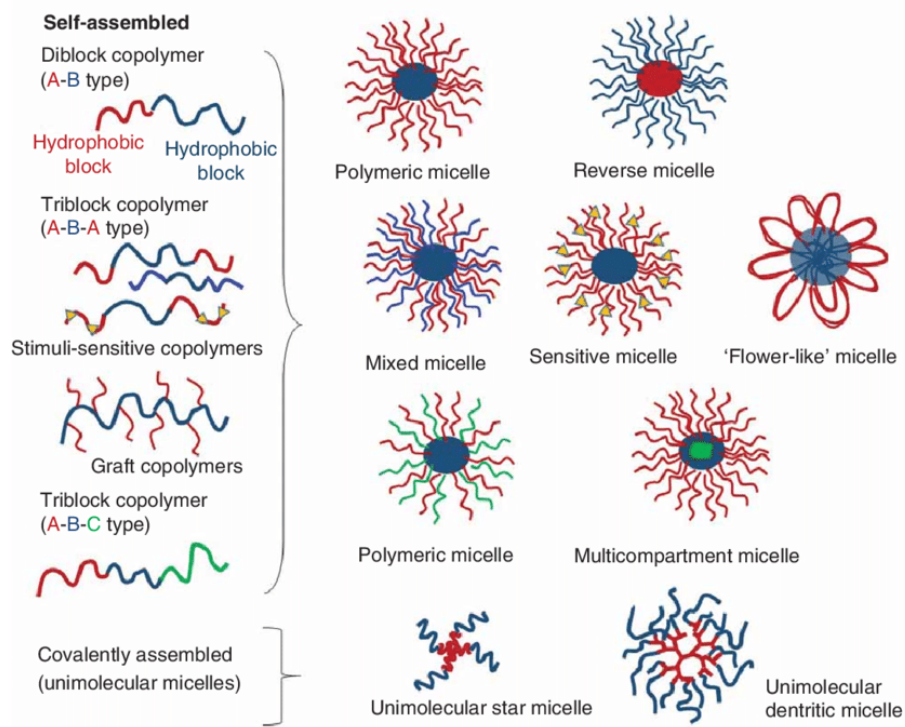 Self-assembled
Diblock copolymer
(A-B type)
Hydrophobic
block
Hydrophobic
block
Triblock copolymer
(A-B-A type)
Stimuli-sensitive copolymers
Graft copolymers
Triblock copolymer
(A-B-C type)
Covalently assembled
(unimolecular micelles)
Polymeric micelle
Reverse micelle
Mixed micelle
Sensitive micelle
‘Flower-like’ micelle
Polymeric micelle
Multicompartment micelle
Unimolecular star micelle
Unimolecular
dentritic micelle